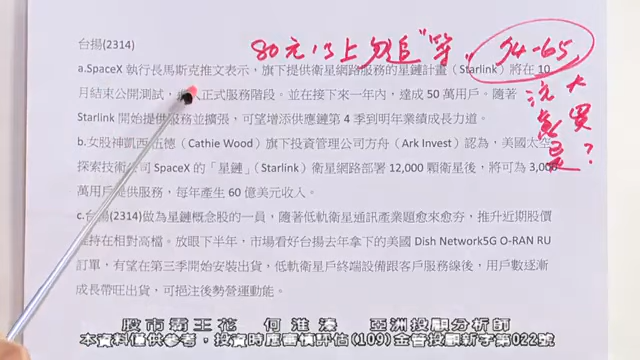 台揚(2314)
80元以上勿追"等
54-65
a.SpaceX 執行長馬斯克推文表示，旗下提供衛星網路服務的星鏈計畫（Starlink）將在 10
月結束公開測試，入正式服務階段。並在接下來一年內，達成 50 萬用戶。隨著
Starlink 開始提供服務並擴張，可望增添供應鏈第 4 季到明年業績成長力道。
大買
b.女股神凱西 伍德（Cathie Wood）旗下投資管理公司方舟（Ark Invest）認為，美國太空
探索技術公司 SpaceX 的「星鏈」（Starlink）衛星網路部署 12,000 顆衛星後，將可為 3,000
萬用戶提供服務，每年產生 60 億美元收入。
c.台揚(2314)做為星鏈概念股的一員，隨著低軌衛星通訊產業題愈來愈夯，推升近期股價
維持在相對高檔。放眼下半年，市場看好台揚去年拿下的美國 Dish Network5G O-RAN RU
訂單，有望在第三季開始安裝出貨，低軌衛星戶終端設備跟客戶服務線後，用戶數逐漸
成長帶旺出貨，可挹注後勢營運動能。
股市霸王花 何淮溱 亞洲投顧分析師
本資料僅供參考，投資時應審慎評估(109)金管投顧新字第022號